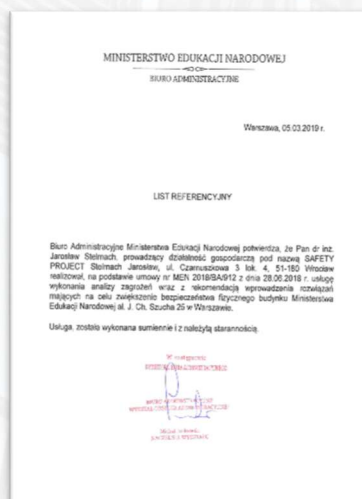 MINISTERSTWO EDUKACJI NARODOWEJ
BIURO ADMINISTRACYJNE
Warszawa, 05.03.2019 r.
LIST REFERENCYJNY
Biuro Administracyjne Ministerstwa Edukacji Narodowej potwierdza, że Pan dr inż.
Jarosław Stelmach, prowadzący działalność gospodarczą pod nazwą SAFETY
PROJECT Stelmach Jarosław, ul. Czarnuszkowa 3 lok. 4, 51-180 Wrocław
realizował, na podstawie umowy nr MEN 2018/BA/912 z dnia 28.06.2018 r. usługę
wykonania analizy zagrożeń wraz z rekomendacją wprowadzenia rozwiązań
mających na celu zwiększenie bezpieczeństwa fizycznego budynku Ministerstwa
Edukacji Narodowej al. J. Ch. Szucha 25 w Warszawie.
Usługa, została wykonana sumiennie i z należytą starannością.